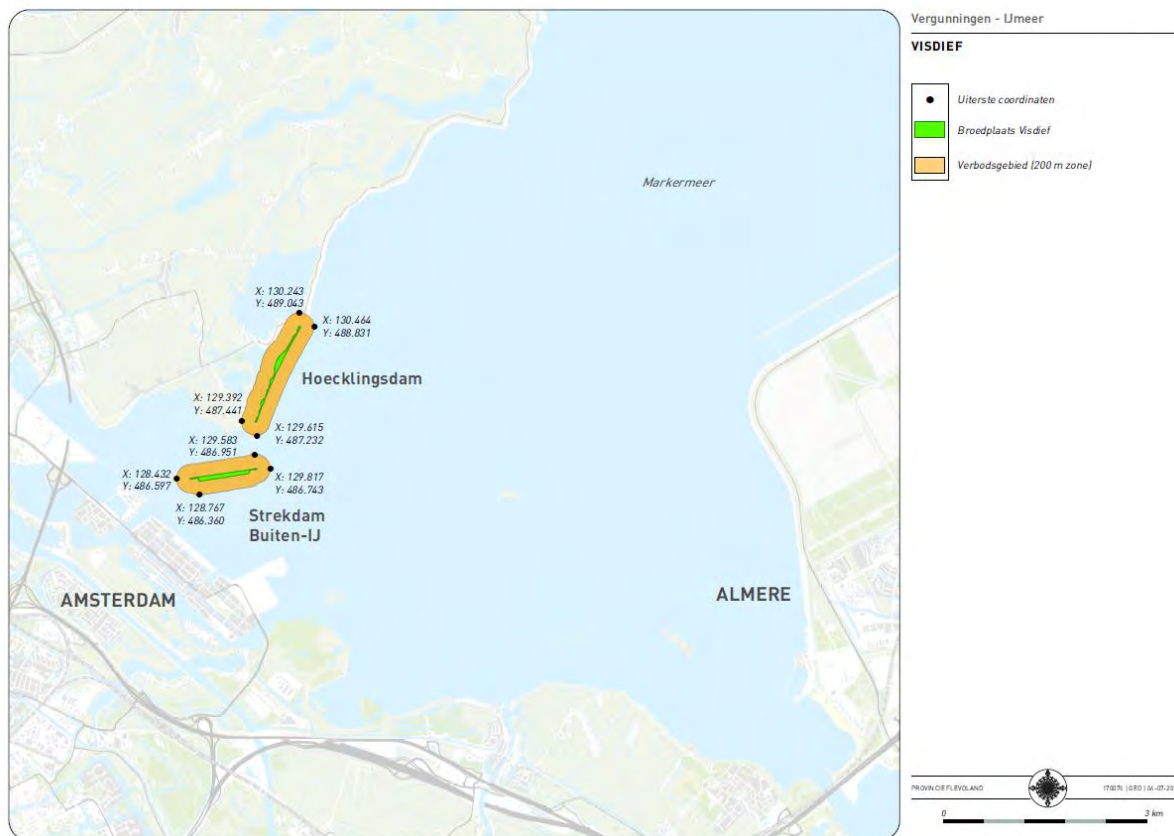 Vergunningen - IJmeer
VISDIEF
Uiterste coordinaten
Broedplaats Visdief
Verbodsgebied (200 m zone)
Markermeer
X: 130.243
Y: 489.043
X: 130.464
Y: 488.831
Hoecklingsdam
X: 129.392
Y: 487.441
X: 129.615
Y: 487.232
X: 129.583
Y: 486.951
X: 128.432
Y: 486.597
X: 129.817
Y: 486.743
X: 128.767
Y: 486.360
Strekdam
Buiten-IJ
AMSTERDAM
ALMERE
PROVINCIE FLEVOLAND
0 3 km